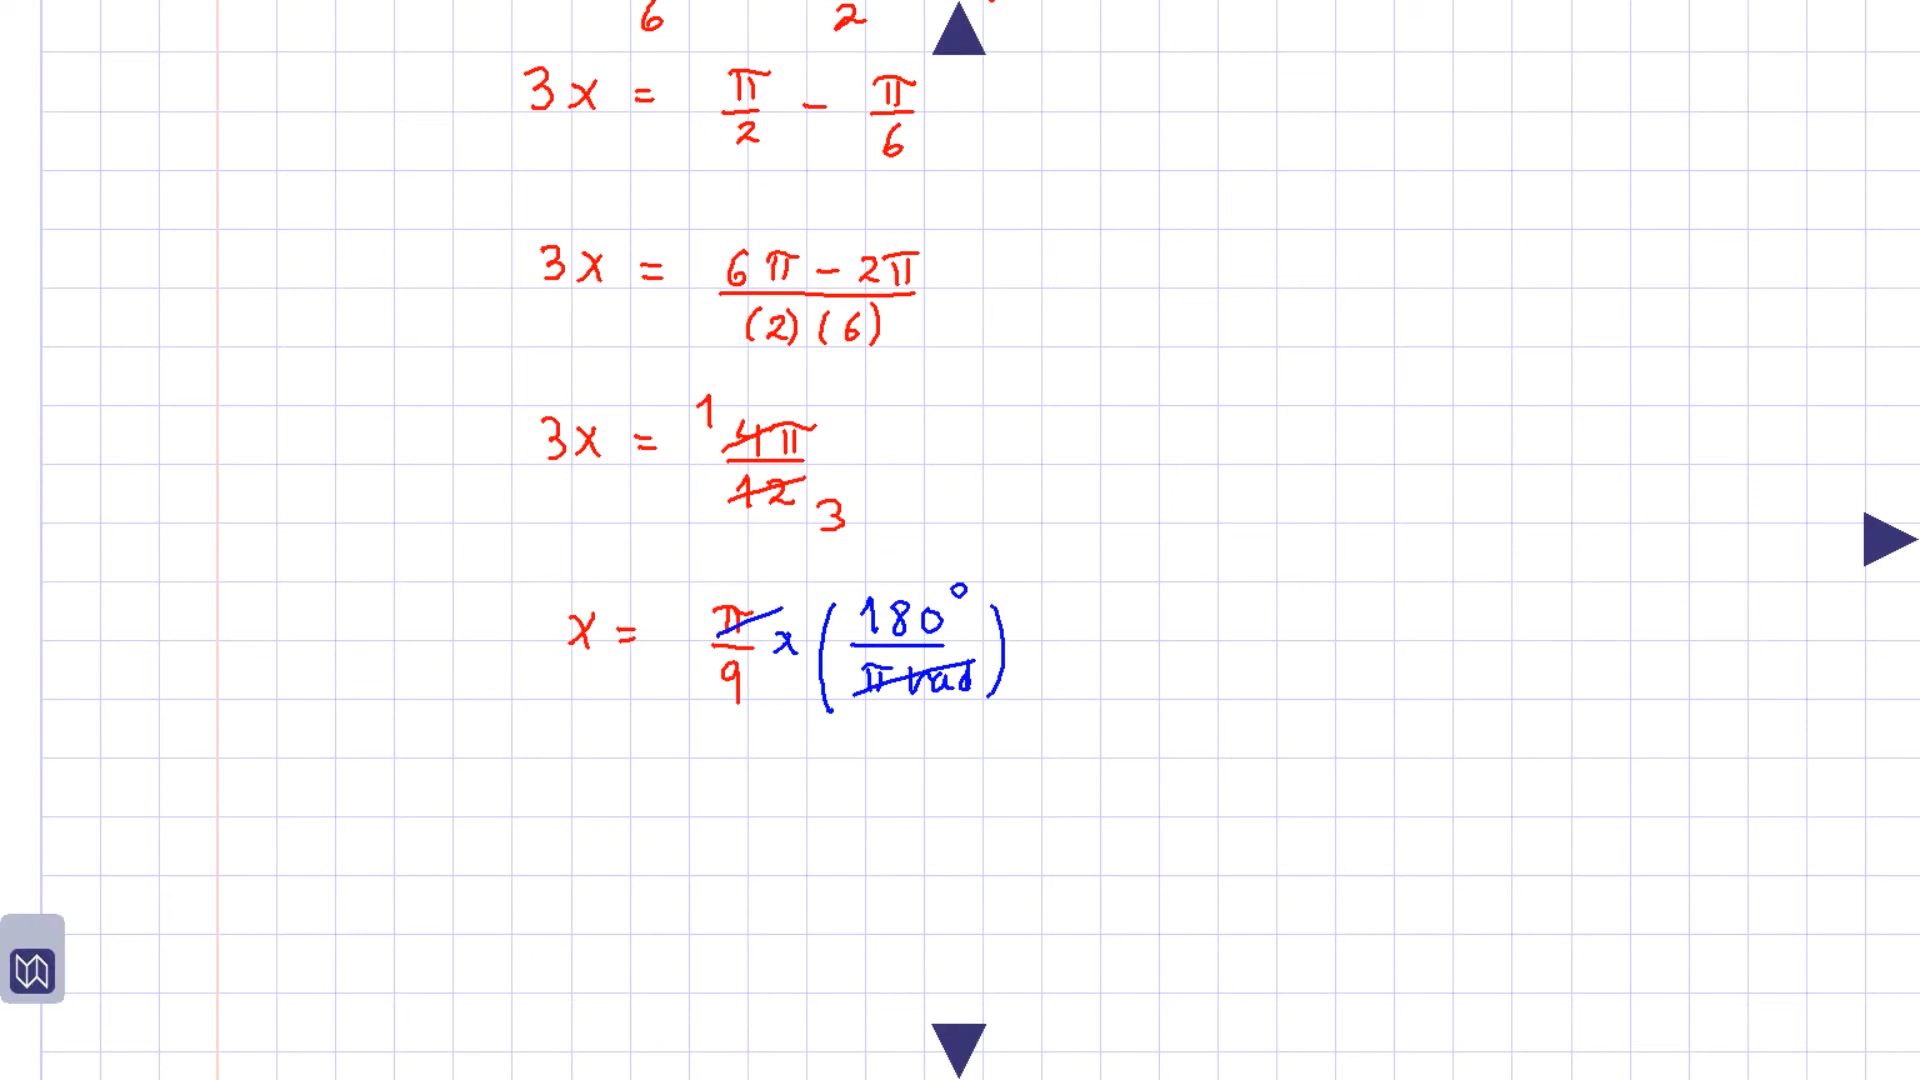 6 2
3x = π/2 - π/6
3x = 6π - 2π / (2)(6)
3x = 1 4π / 12 3
x = π/9 x (180° / π rad)